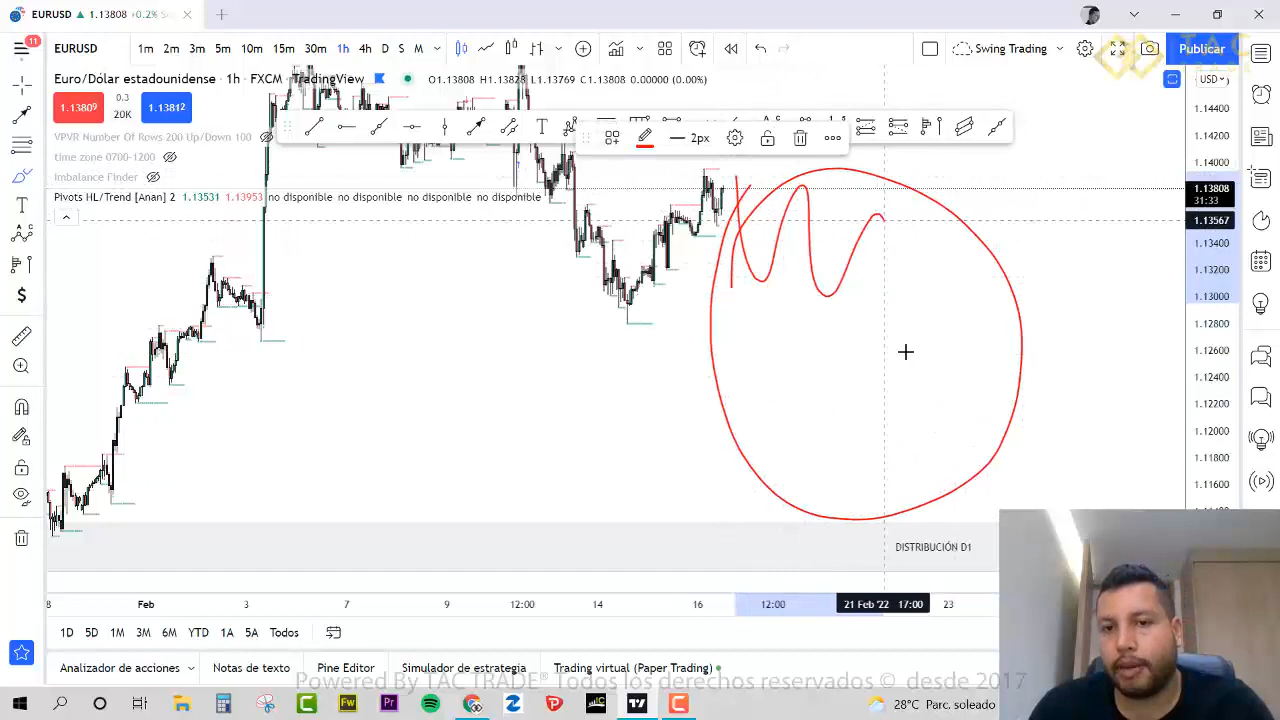 EURUSD ▲ 1.13808 +0.2%
EURUSD 1m 2m 3m 5m 10m 15m 30m 1h 4h D S M Swing Trading Publicar
11
Euro/Dólar estadounidense · 1h · FXCM · TradingView
1.13769 C1.13808 0.00000 (0.00%)
USD
1.13809 0.3 20K 1.13812
VPVR Number Of Rows 200 Up/Down 100
time zone 0700-1200
Imbalance Finder
Pivots HL/Trend [Anan] 2 1.13531 1.13953 no disponible no disponible no disponible no disponible
2px
1.14400
1.14200
1.14000
1.13808
31:33
1.13567
1.13400
1.13200
1.13000
1.12800
1.12600
1.12400
1.12200
1.12000
1.11800
1.11600
DISTRIBUCIÓN D1
8 Feb 3 7 9 12:00 14 16 12:00 21 Feb '22 17:00 23
1D 5D 1M 3M 6M YTD 1A 5A Todos
Analizador de acciones Notas de texto Pine Editor Simulador de estrategia Trading virtual (Paper Trading)
Powered By TAC TRADE® Todos los derechos reservados © desde 2017
28°C Parc. soleado